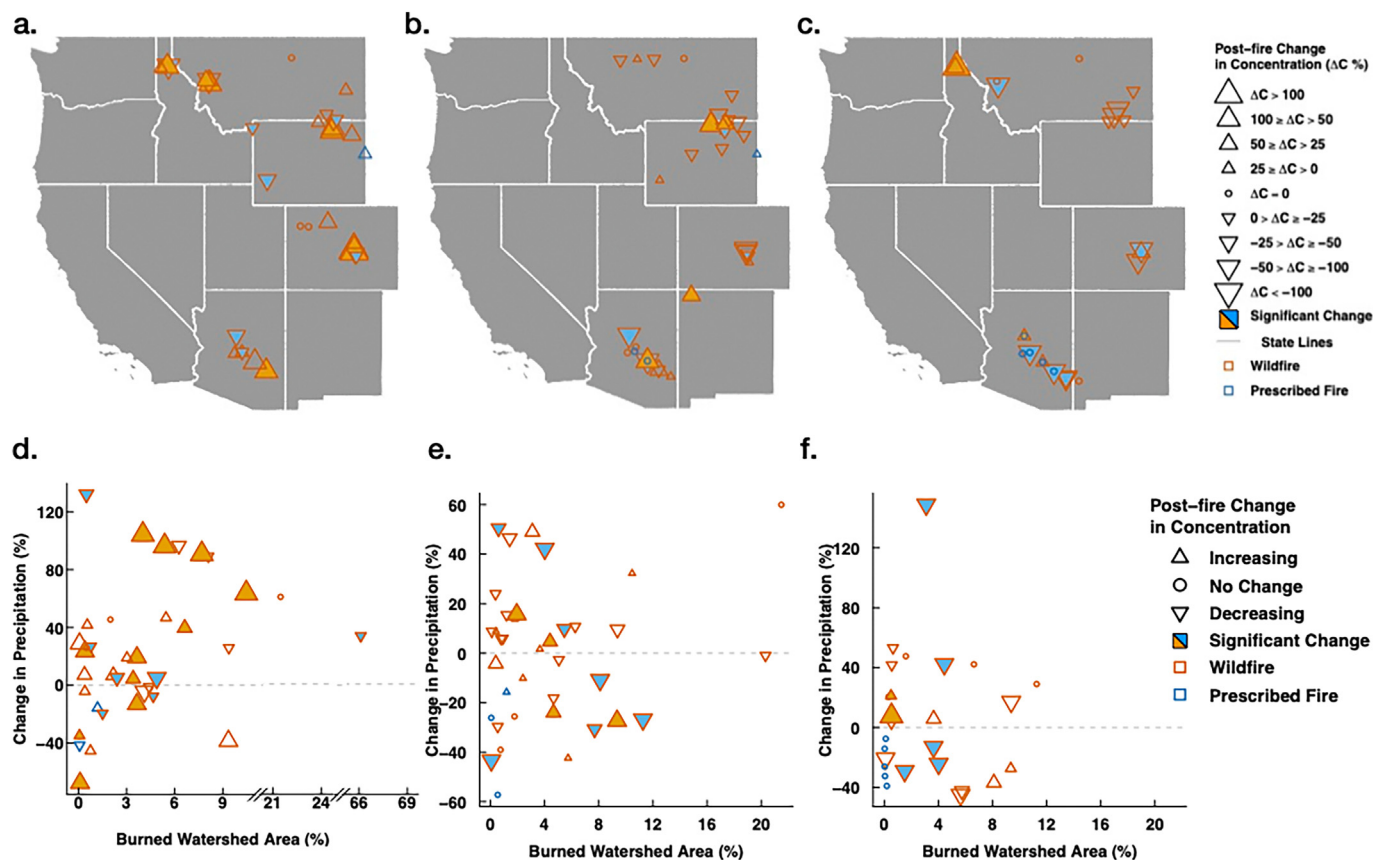 a.
b.
c.
Post-fire Change
in Concentration (ΔC %)
ΔC > 100
100 ≥ ΔC > 50
50 ≥ ΔC > 25
25 ≥ ΔC > 0
ΔC = 0
0 > ΔC ≥ -25
-25 > ΔC ≥ -50
-50 > ΔC ≥ -100
ΔC < -100
Significant Change
State Lines
Wildfire
Prescribed Fire
d.
e.
f.
Change in Precipitation (%)
120
80
40
0
-40
0 3 6 9 21 24 66 69
Burned Watershed Area (%)
Change in Precipitation (%)
60
40
20
0
-20
-40
-60
0 4 8 12 16 20
Burned Watershed Area (%)
Change in Precipitation (%)
120
80
40
0
-40
0 4 8 12 16 20
Burned Watershed Area (%)
Post-fire Change
in Concentration
Increasing
No Change
Decreasing
Significant Change
Wildfire
Prescribed Fire